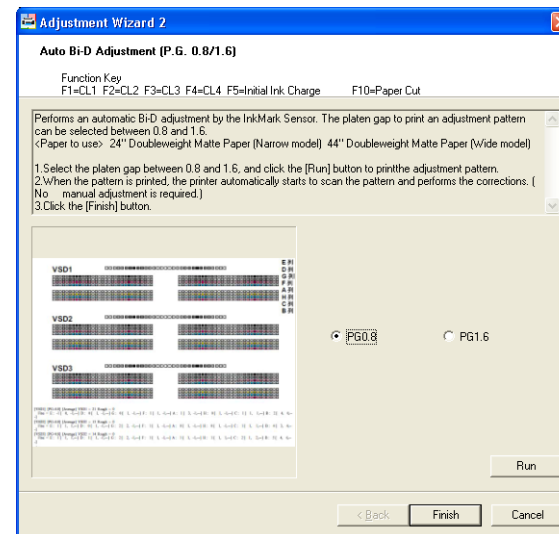 Adjustment Wizard 2
Auto Bi-D Adjustment (P.G. 0.8/1.6)
Function Key
F1=CL1 F2=CL2 F3=CL3 F4=CL4 F5=Initial Ink Charge F10=Paper Cut
Performs an automatic Bi-D adjustment by the InkMark Sensor. The platen gap to print an adjustment pattern
can be selected between 0.8 and 1.6.
<Paper to use> 24'' Doubleweight Matte Paper (Narrow model) 44'' Doubleweight Matte Paper (Wide model)
1.Select the platen gap between 0.8 and 1.6, and click the [Run] button to printthe adjustment pattern.
2.When the pattern is printed, the printer automatically starts to scan the pattern and performs the corrections. (
No manual adjustment is required.)
3.Click the [Finish] button.
VSD1
VSD2
VSD3
PG0.8 PG1.6
Run
< Back Finish Cancel